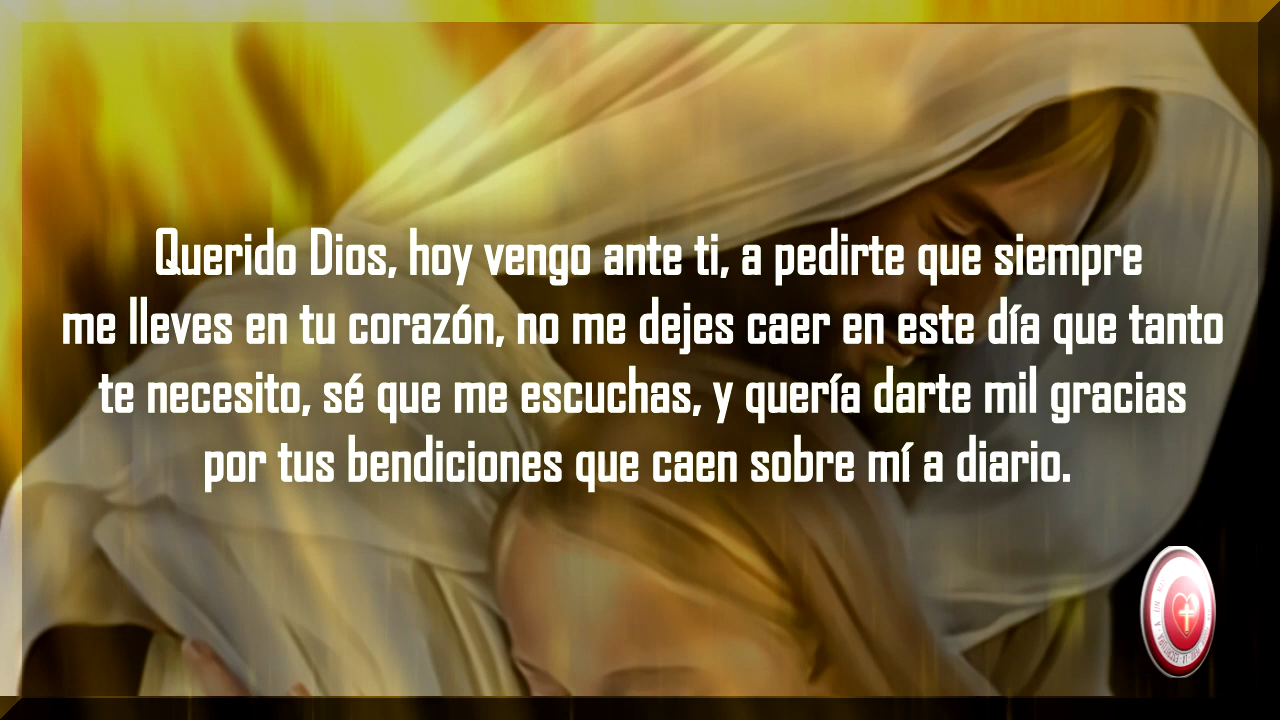 Querido Dios, hoy vengo ante ti, a pedirte que siempre
me lleves en tu corazón, no me dejes caer en este día que tanto
te necesito, sé que me escuchas, y quería darte mil gracias
por tus bendiciones que caen sobre mí a diario.